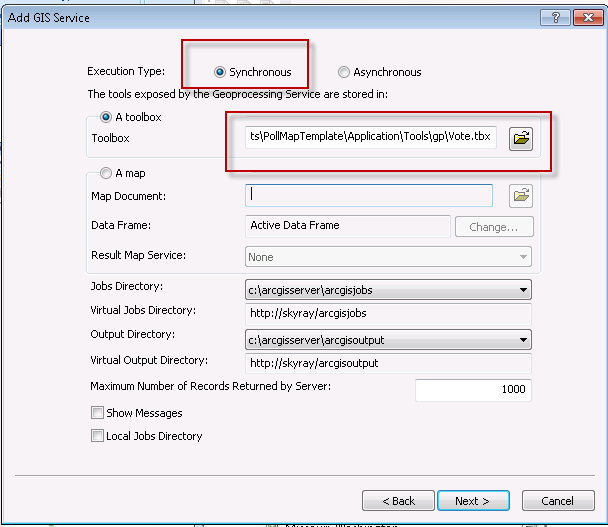 Add GIS Service
Execution Type: Synchronous Asynchronous
The tools exposed by the Geoprocessing Service are stored in:
A toolbox
Toolbox ts\PollMapTemplate\Application\Tools\gp\Vote.tbx
A map
Map Document:
Data Frame: Active Data Frame Change...
Result Map Service: None
Jobs Directory: c:\arcgisserver\arcgisjobs
Virtual Jobs Directory: http://skyray/arcgisjobs
Output Directory: c:\arcgisserver\arcgisoutput
Virtual Output Directory: http://skyray/arcgisoutput
Maximum Number of Records Returned by Server: 1000
Show Messages
Local Jobs Directory
< Back Next > Cancel